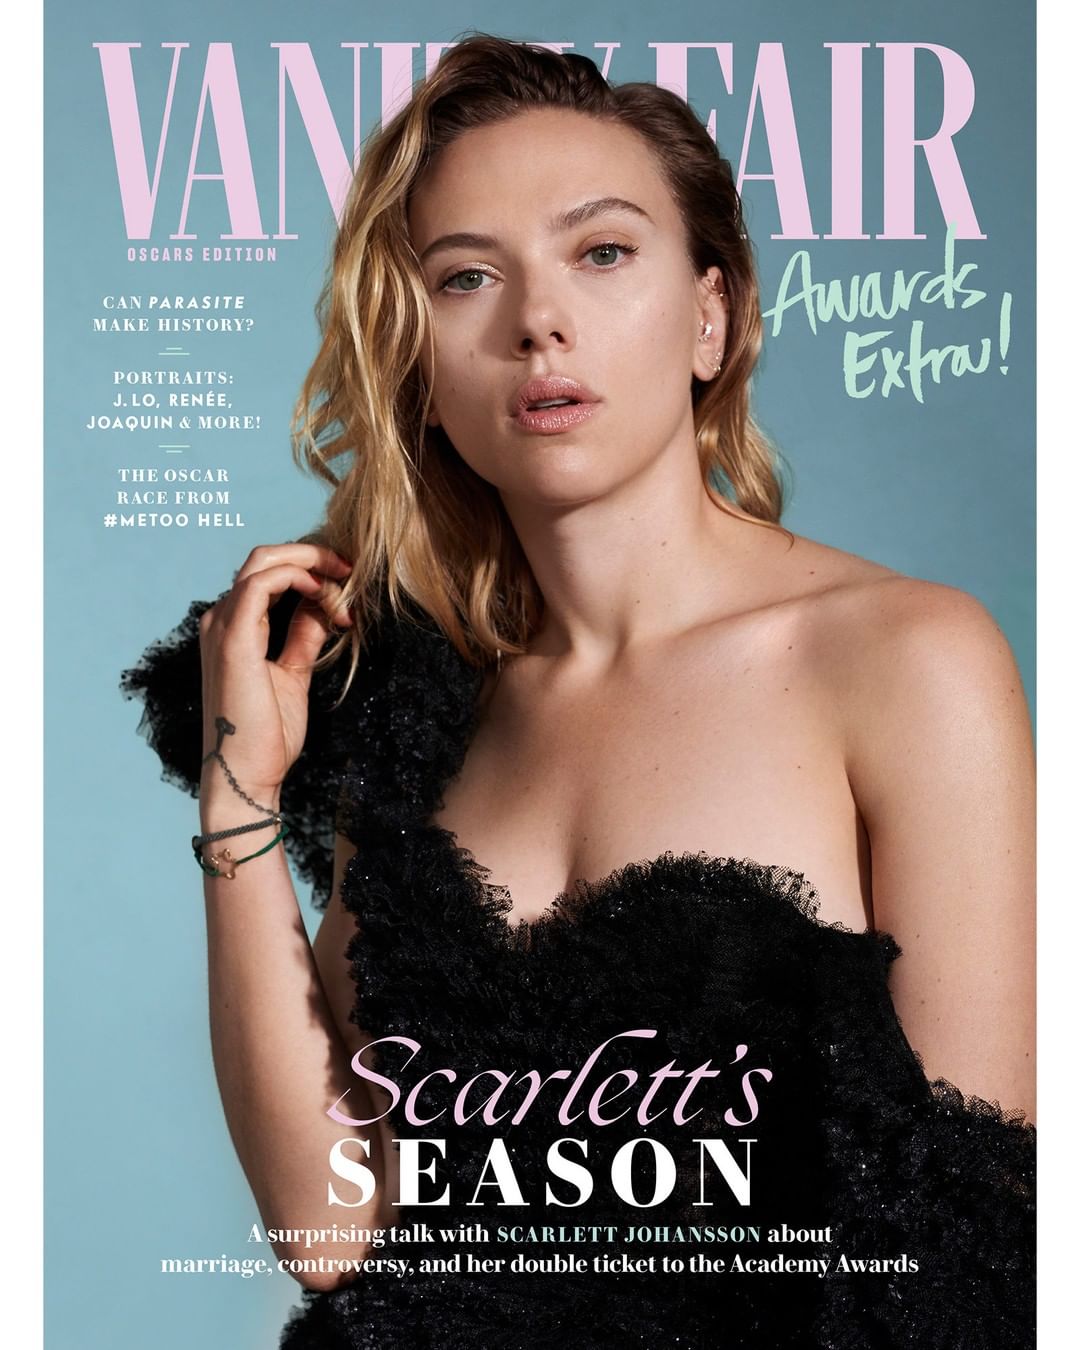 VANITY FAIR
OSCARS EDITION
Awards
Extra!
CAN PARASITE
MAKE HISTORY?
PORTRAITS:
J. LO, RENÉE,
JOAQUIN & MORE!
THE OSCAR
RACE FROM
#METOO HELL
Scarlett's
SEASON
A surprising talk with SCARLETT JOHANSSON about
marriage, controversy, and her double ticket to the Academy Awards